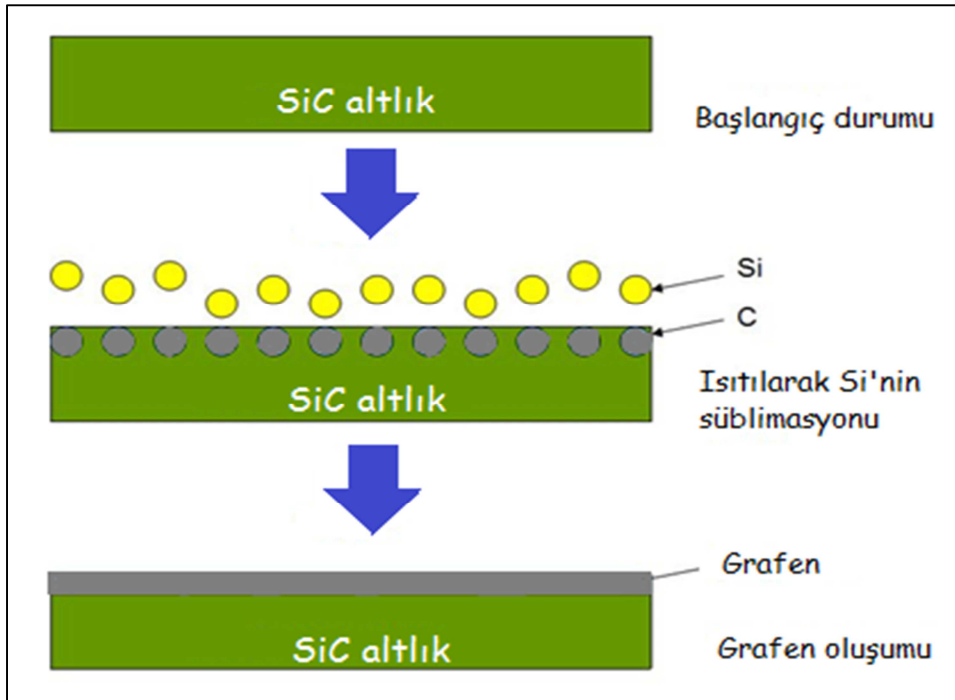 SiC altlık
Başlangıç durumu
Si
C
Isıtılarak Si'nin
süblimasyonu
SiC altlık
Grafen
SiC altlık
Grafen oluşumu